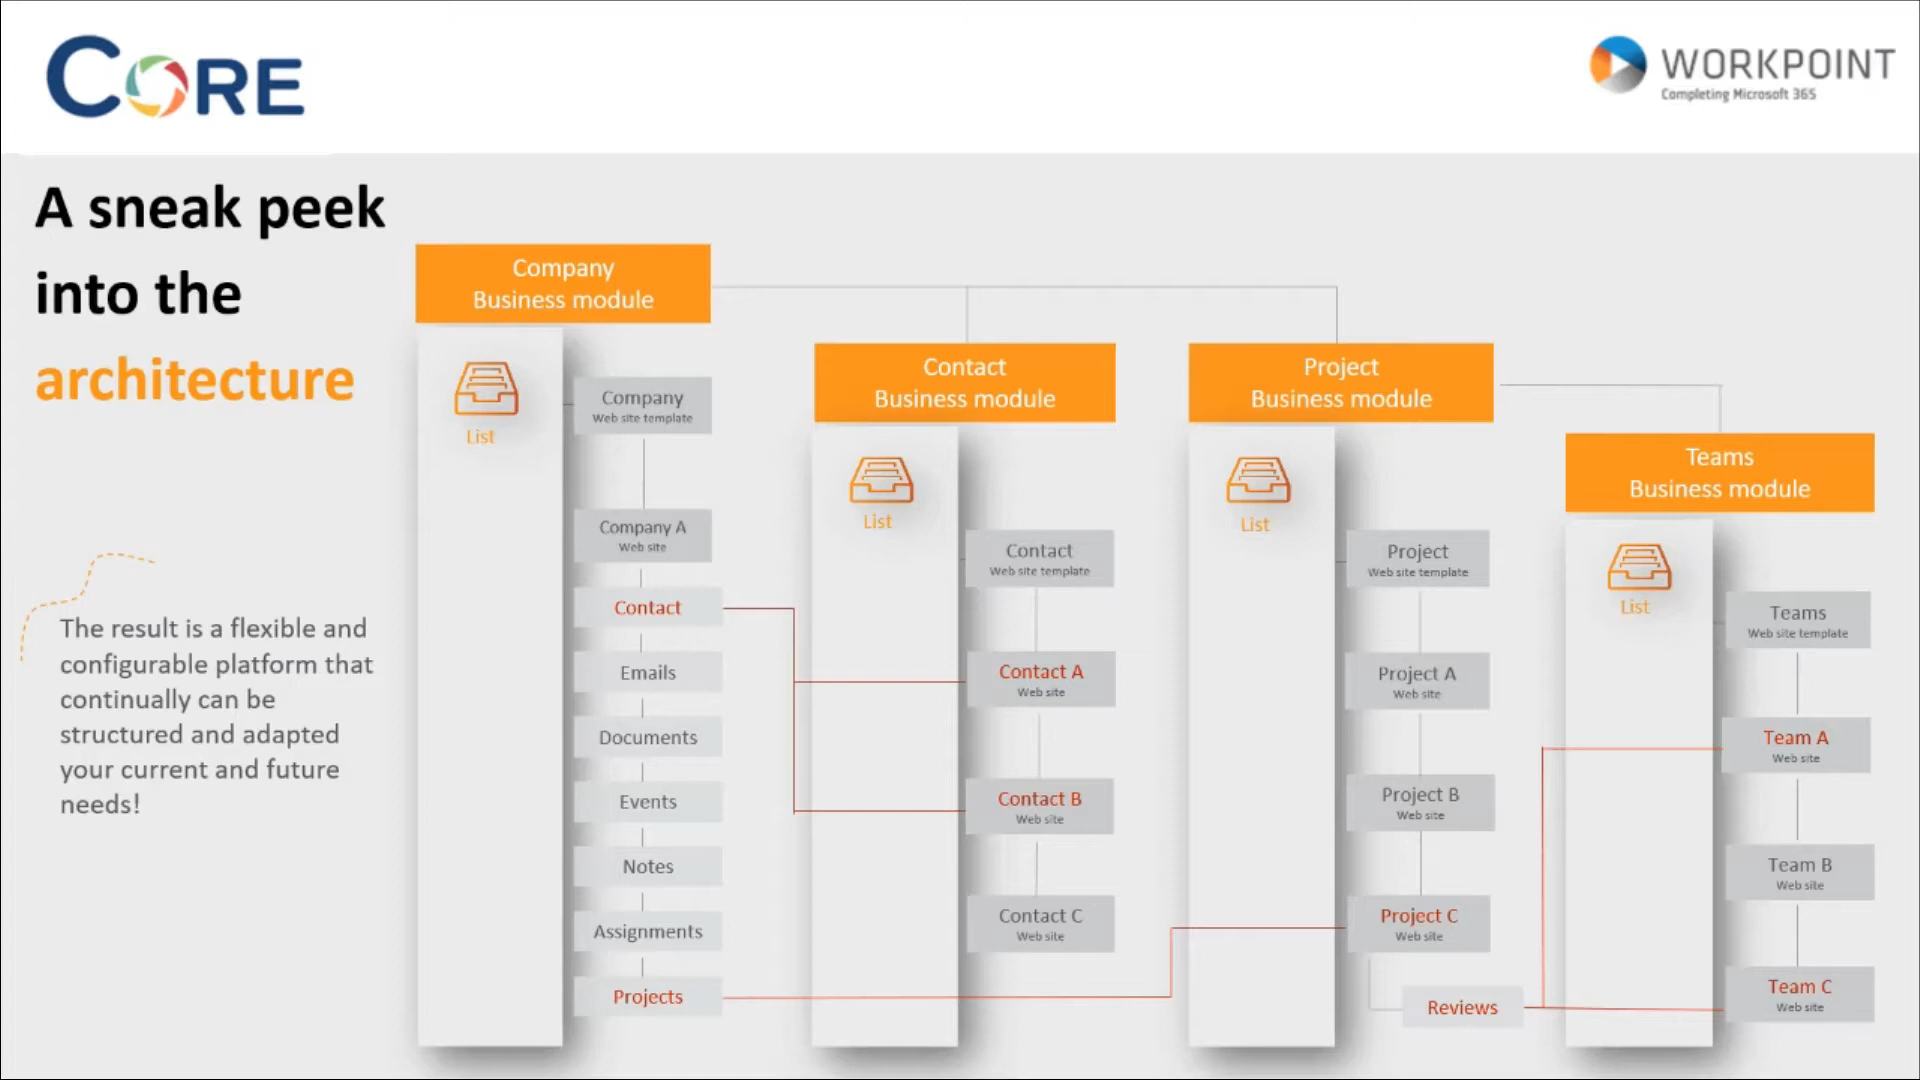 CORE
WORKPOINT
Completing Microsoft 365
A sneak peek
into the
architecture
The result is a flexible and
configurable platform that
continually can be
structured and adapted
your current and future
needs!
Company
Business module
List
Company
Web site template
Company A
Web site
Contact
Emails
Documents
Events
Notes
Assignments
Projects
Contact
Business module
List
Contact
Web site template
Contact A
Web site
Contact B
Web site
Contact C
Web site
Project
Business module
List
Project
Web site template
Project A
Web site
Project B
Web site
Project C
Web site
Reviews
Teams
Business module
List
Teams
Web site template
Team A
Web site
Team B
Web site
Team C
Web site